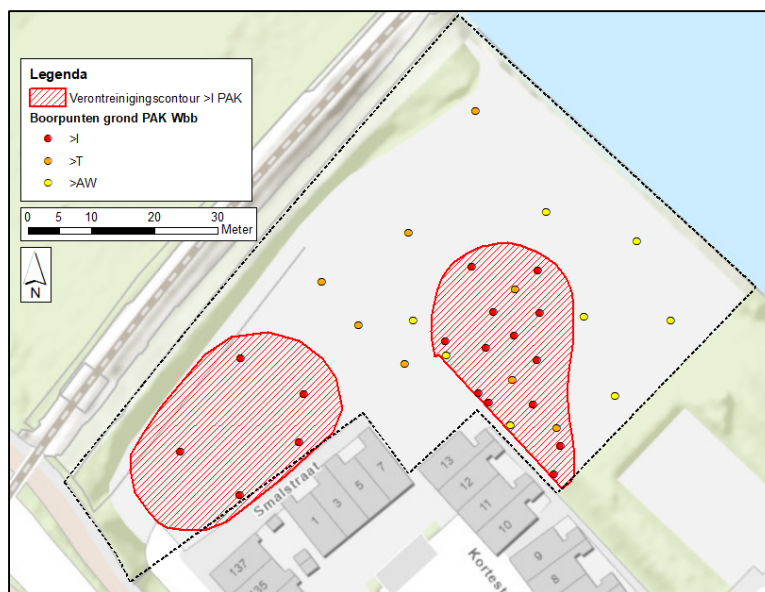 Legenda
Verontreinigingscontour >I PAK
Boorpunten grond PAK Wbb
>I
>T
>AW
0 5 10 20 30
Meter
N
Smalstraat
1
3
5
7
13
12
11
10
9
8
137
135
Kortest